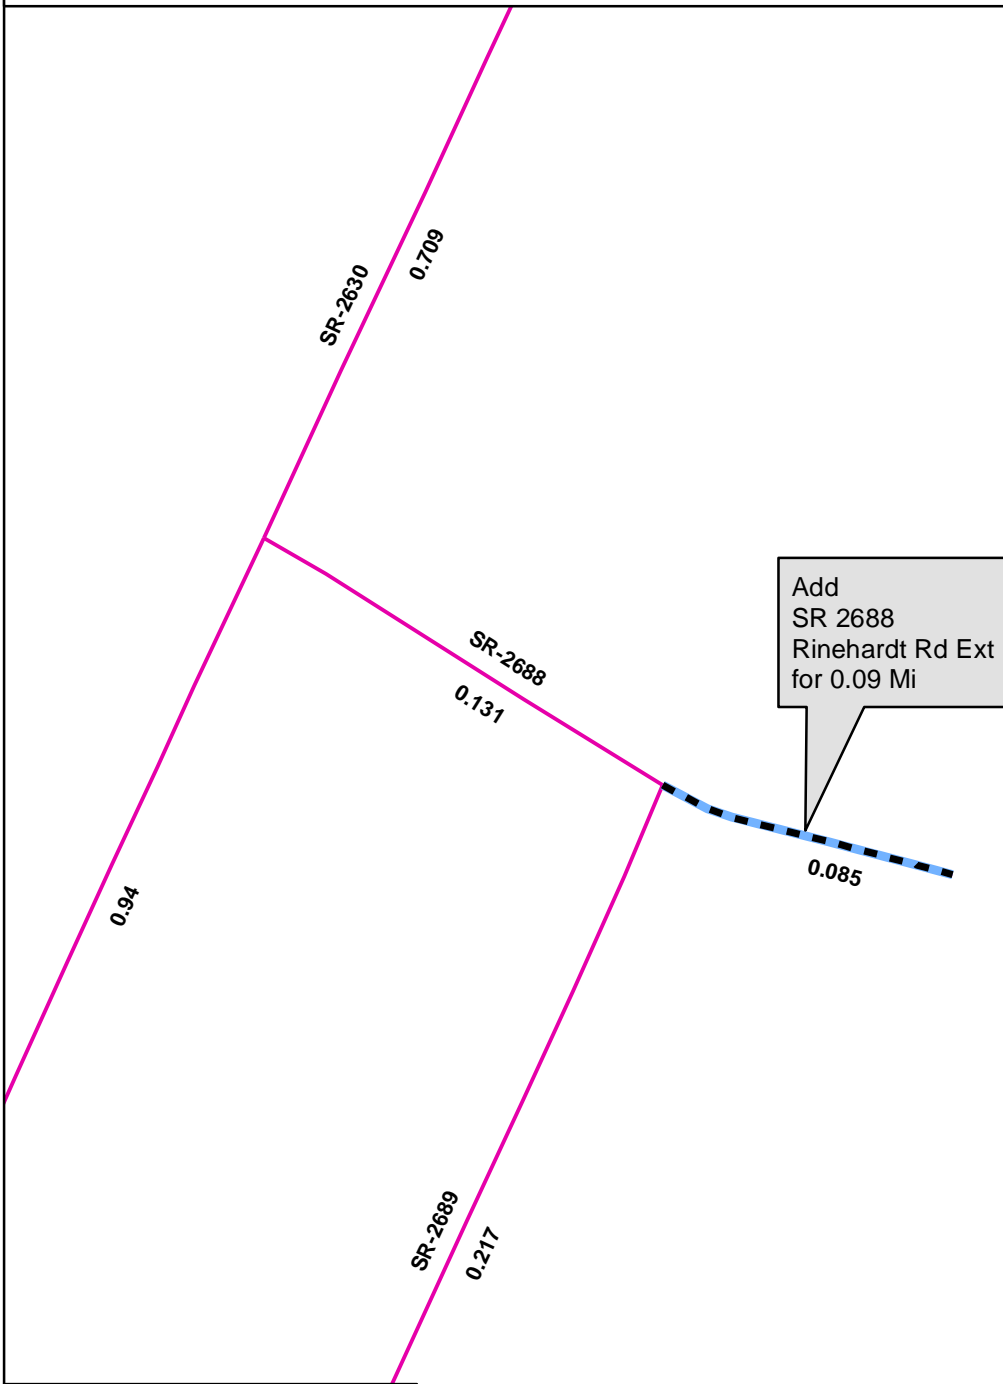 0.709
SR-2630
Add
SR 2688
Rinehardt Rd Ext
for 0.09 Mi
SR-2688
0.131
0.085
0.94
SR-2689
0.217